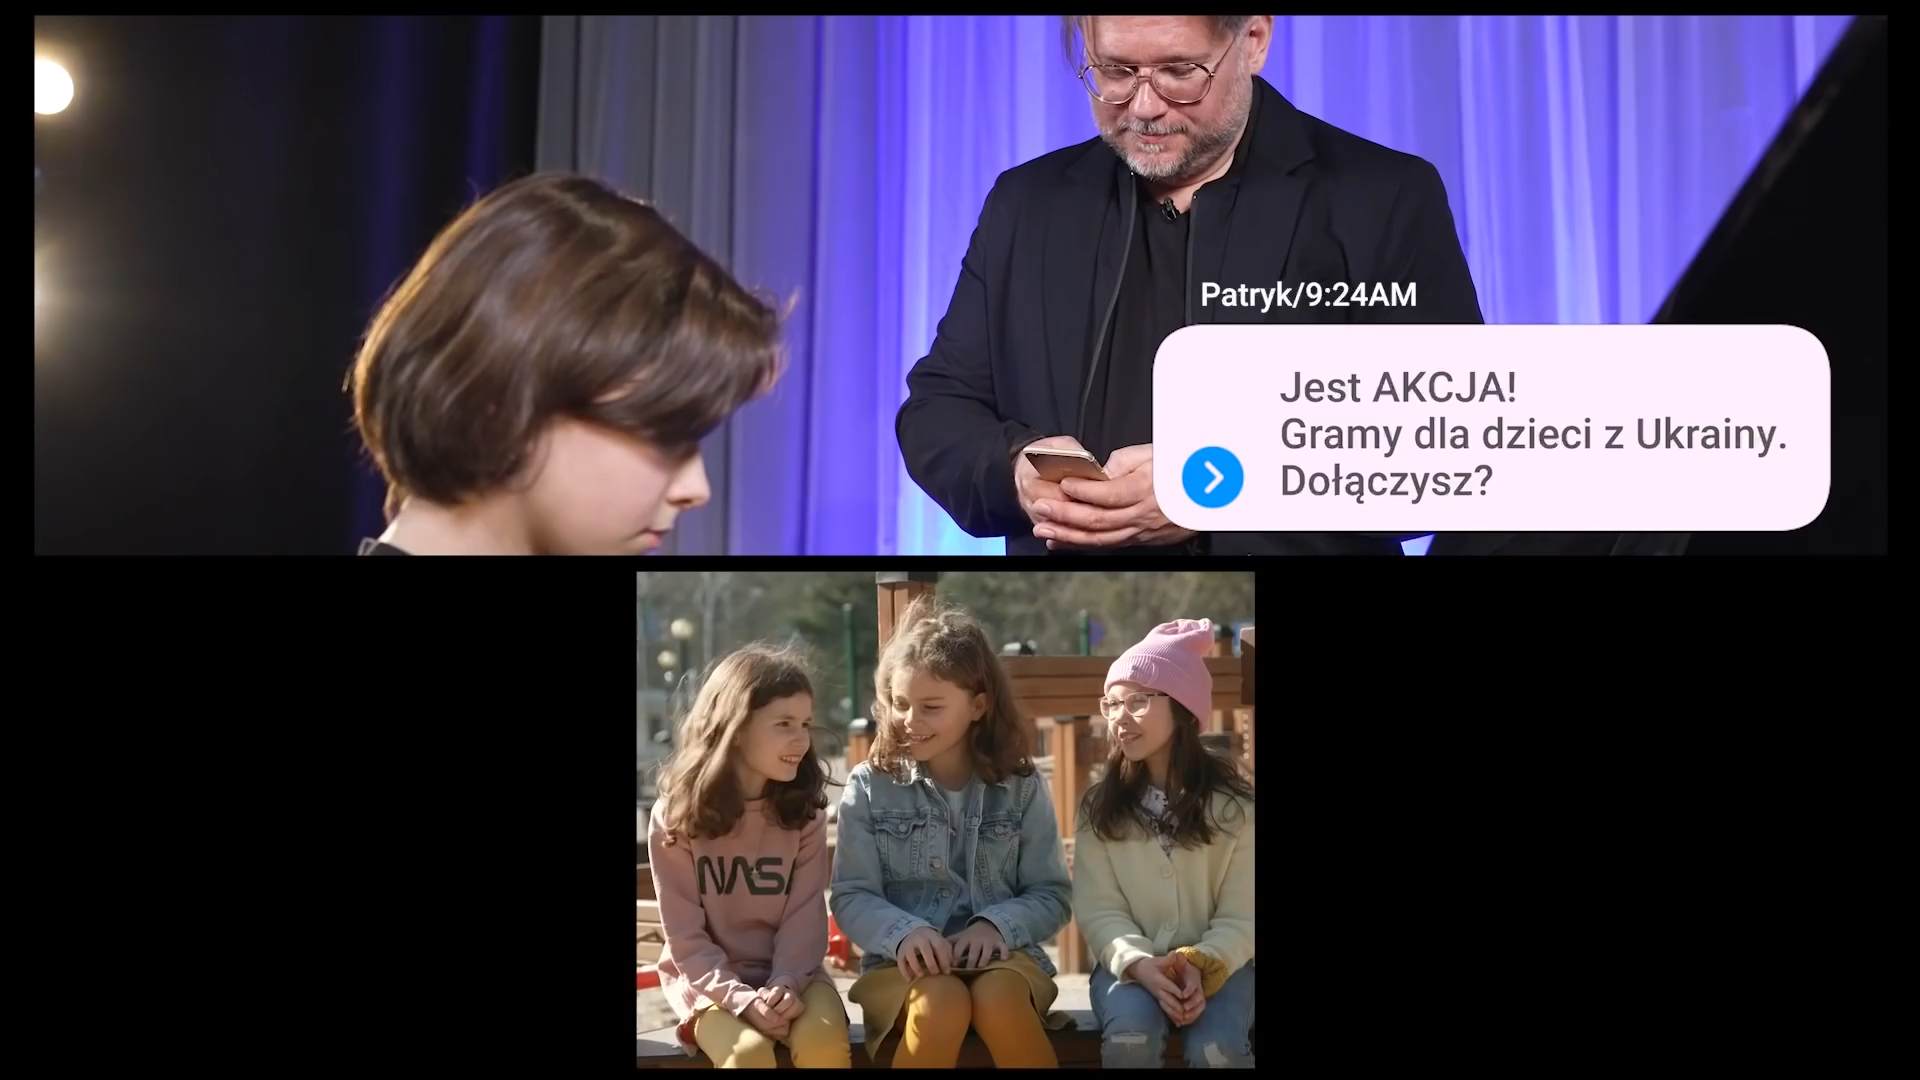 Patryk/9:24AM
Jest AKCJA!
Gramy dla dzieci z Ukrainy.
Dołączysz?
NASA